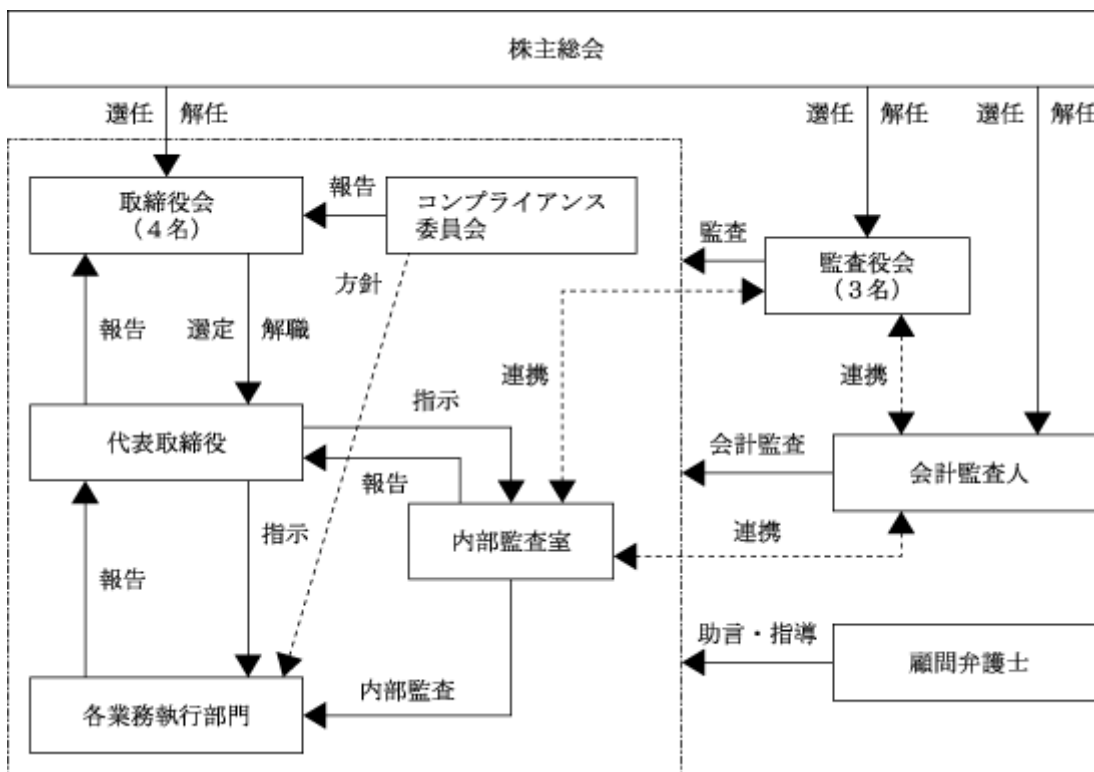 株主総会
選任 解任
選任 解任
選任 解任
取締役会
（4名）
報告
コンプライアンス
委員会
監査
監査役会
（3名）
方針
報告
選定 解職
連携
連携
指示
代表取締役
報告
会計監査
会計監査人
指示
内部監査室
連携
報告
助言・指導
顧問弁護士
内部監査
各業務執行部門